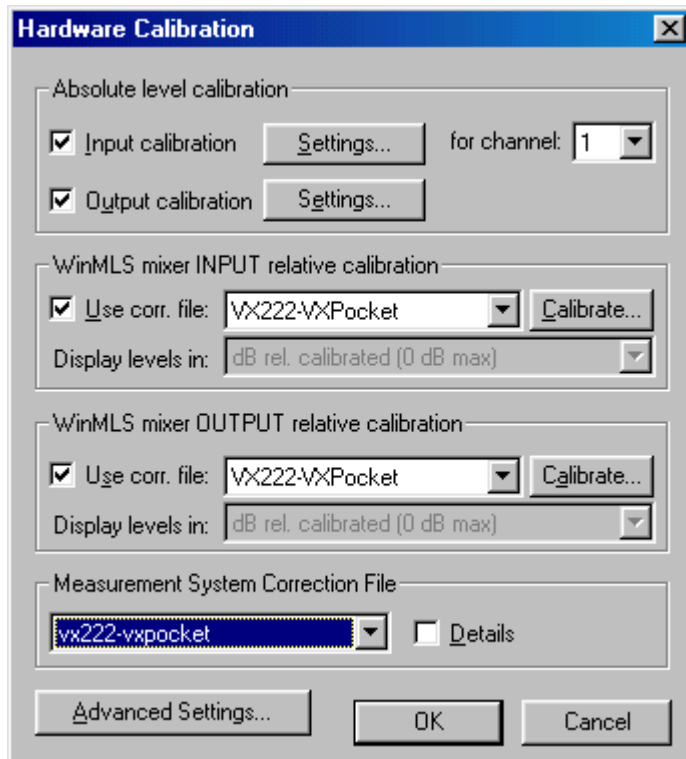 Hardware Calibration
Absolute level calibration
Input calibration Settings... for channel: 1
Output calibration Settings...
WinMLS mixer INPUT relative calibration
Use corr. file: VX222-VXPocket Calibrate...
Display levels in: dB rel. calibrated (0 dB max)
WinMLS mixer OUTPUT relative calibration
Use corr. file: VX222-VXPocket Calibrate...
Display levels in: dB rel. calibrated (0 dB max)
Measurement System Correction File
vx222-vxpocket Details
Advanced Settings... OK Cancel